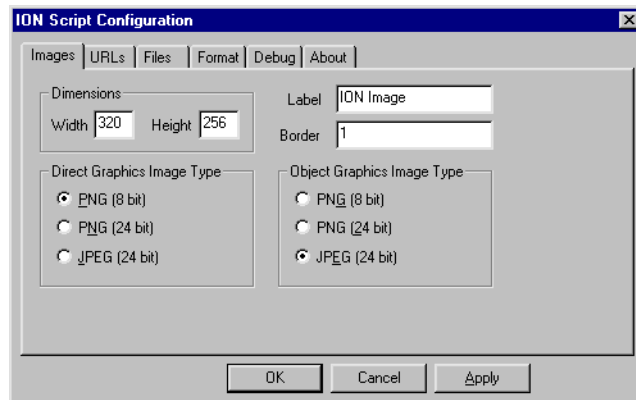 ION Script Configuration
Images URLs Files Format Debug About
Dimensions
Width 320 Height 256
Label ION Image
Border 1
Direct Graphics Image Type
PNG (8 bit)
PNG (24 bit)
JPEG (24 bit)
Object Graphics Image Type
PNG (8 bit)
PNG (24 bit)
JPEG (24 bit)
OK Cancel Apply